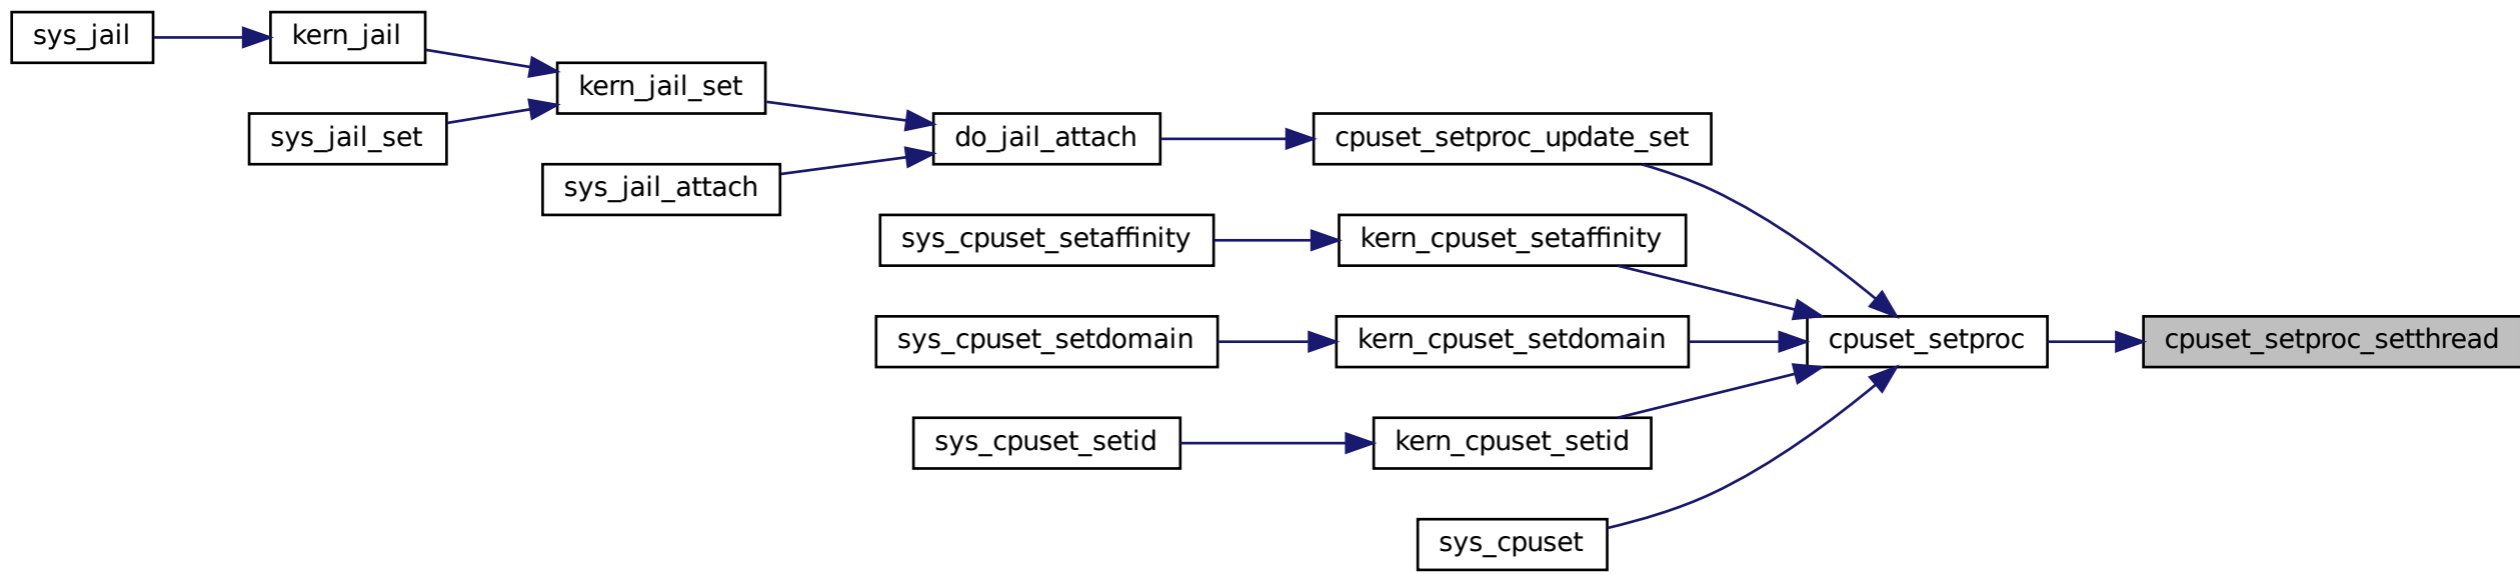 sys_jail
kern_jail
kern_jail_set
sys_jail_set
do_jail_attach
cpuset_setproc_update_set
sys_jail_attach
sys_cpuset_setaffinity
kern_cpuset_setaffinity
sys_cpuset_setdomain
kern_cpuset_setdomain
cpuset_setproc
cpuset_setproc_setthread
sys_cpuset_setid
kern_cpuset_setid
sys_cpuset